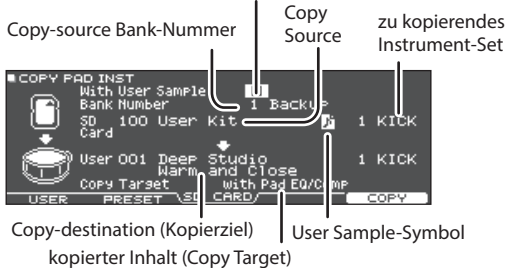 Copy-source Bank-Nummer
Copy
Source
zu kopierendes
Instrument-Set
COPY PAD INST
With User Sample
Bank Number 1 Backup
SD 100 User Kit 1 KICK
Card
User 001 Deep Studio 1 KICK
Warm and Close
Copy Target with Pad EQ/Comp
USER PRESET SD CARD COPY
Copy-destination (Kopierziel)
User Sample-Symbol
kopierter Inhalt (Copy Target)